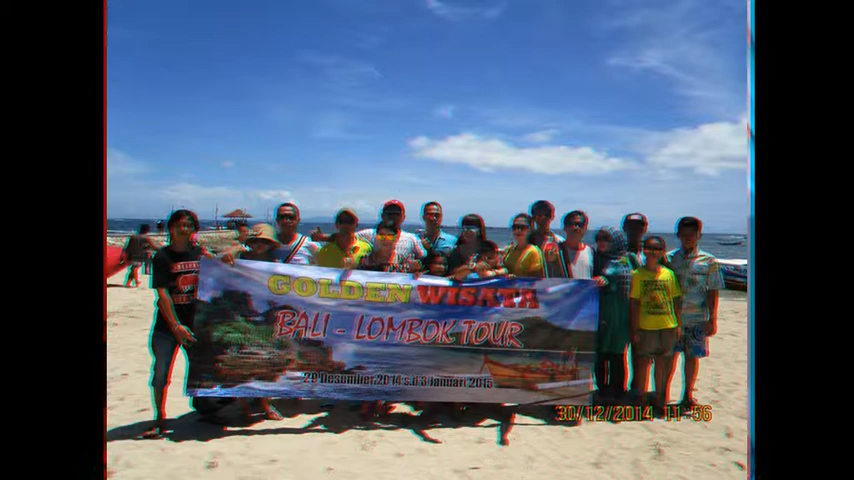 GOLDEN WISATA
BALI - LOMBOK TOUR
29 Desember 2014 s.d 3 Januari 2015
30/12/2014 11:56